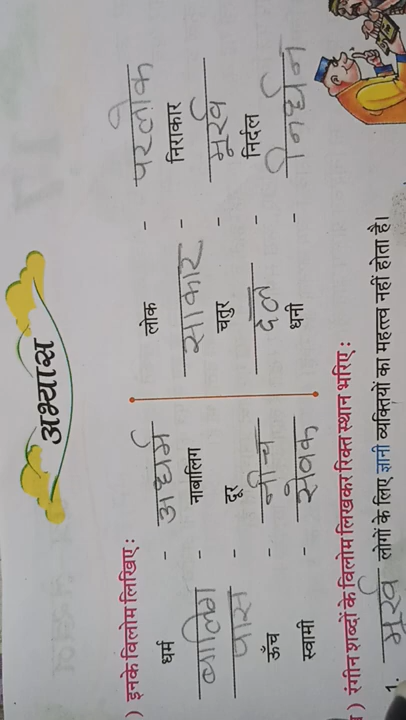 अभ्यास
) इनके विलोम लिखिए :
धर्म - अधर्म लोक - परलोक
बालिग - नाबालिग साकार - निराकार
पास - दूर चतुर - मूर्ख
ऊँच - नीच दल - निर्दल
स्वामी - सेवक धनी - निर्धन
) रंगीन शब्दों के विलोम लिखकर रिक्त स्थान भरिए :
1. मूर्ख लोगों के लिए ज्ञानी व्यक्तियों का महत्त्व नहीं होता है।